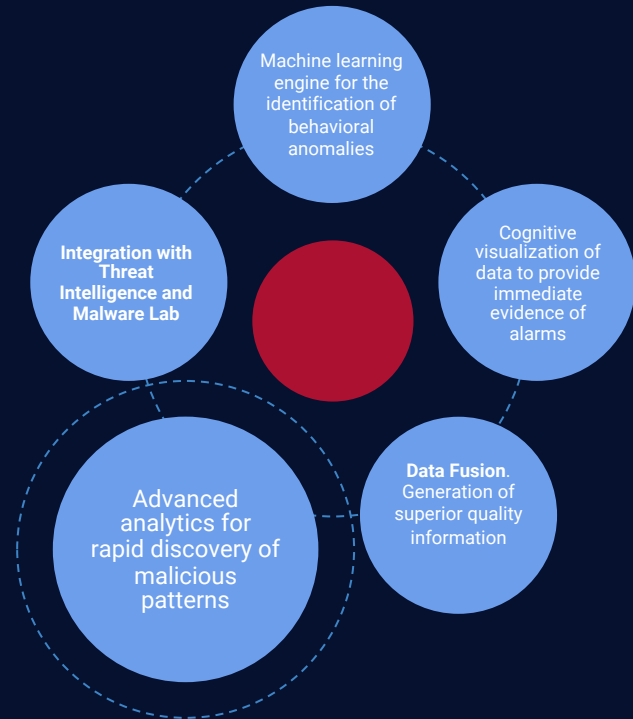 Machine learning
engine for the
identification of
behavioral
anomalies
Cognitive
visualization of
data to provide
immediate
evidence of
alarms
Integration with
Threat
Intelligence and
Malware Lab
Data Fusion.
Generation of
superior quality
information
Advanced
analytics for
rapid discovery of
malicious
patterns